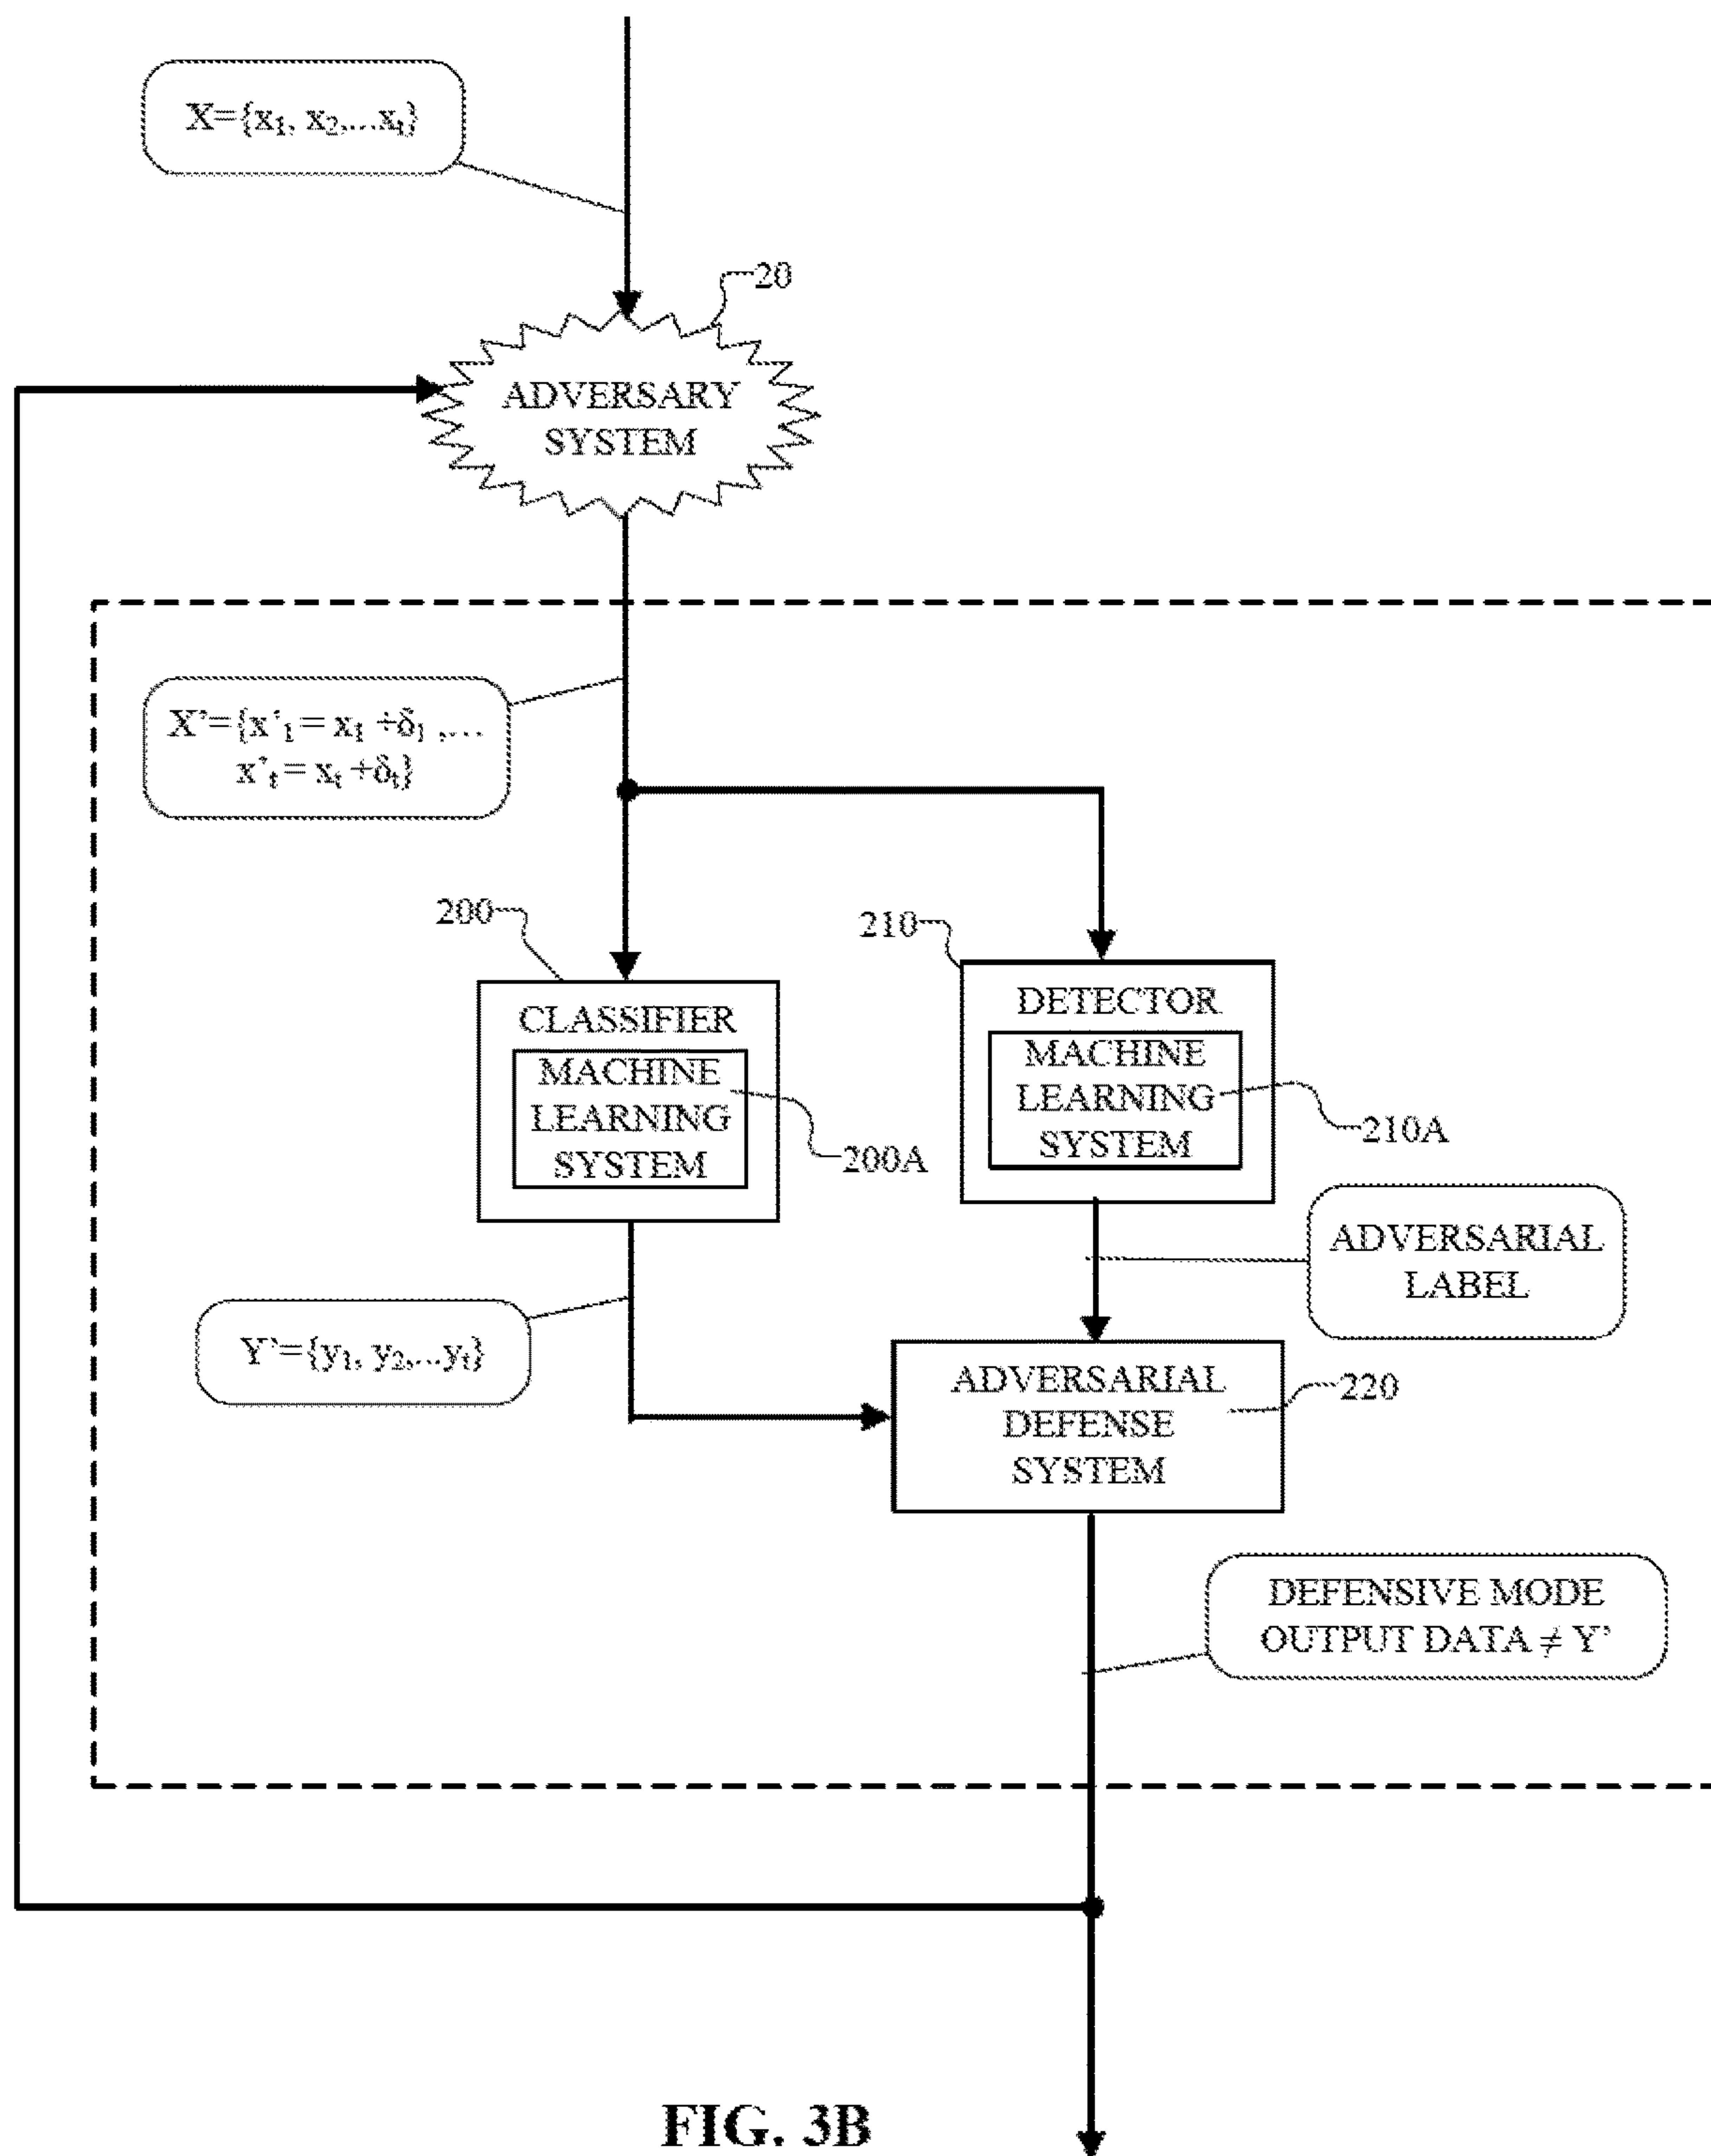 X={x₁, x₂,...xₜ}
20
ADVERSARY
SYSTEM
X’={x’₁ = x₁ +δ₁ ,...
x’ₜ = xₜ +δₜ}
200
210
CLASSIFIER
MACHINE
LEARNING
SYSTEM
200A
DETECTOR
MACHINE
LEARNING
SYSTEM
210A
ADVERSARIAL
LABEL
Y’={y₁, y₂,...yₜ}
ADVERSARIAL
DEFENSE
SYSTEM
220
DEFENSIVE MODE
OUTPUT DATA ≠ Y’
FIG. 3B